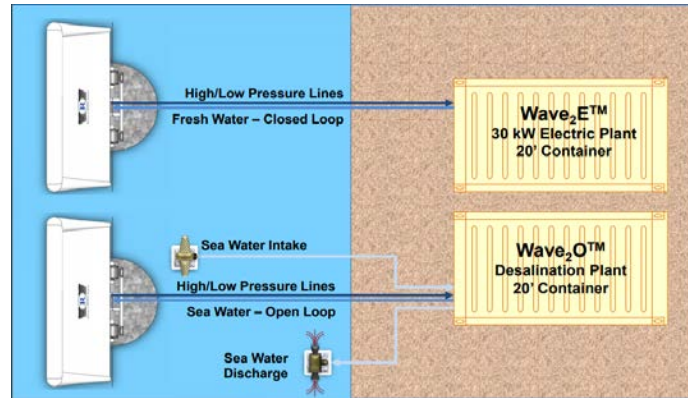 High/Low Pressure Lines
Fresh Water – Closed Loop
Wave₂E™
30 kW Electric Plant
20' Container
Sea Water Intake
High/Low Pressure Lines
Sea Water – Open Loop
Wave₂O™
Desalination Plant
20' Container
Sea Water
Discharge